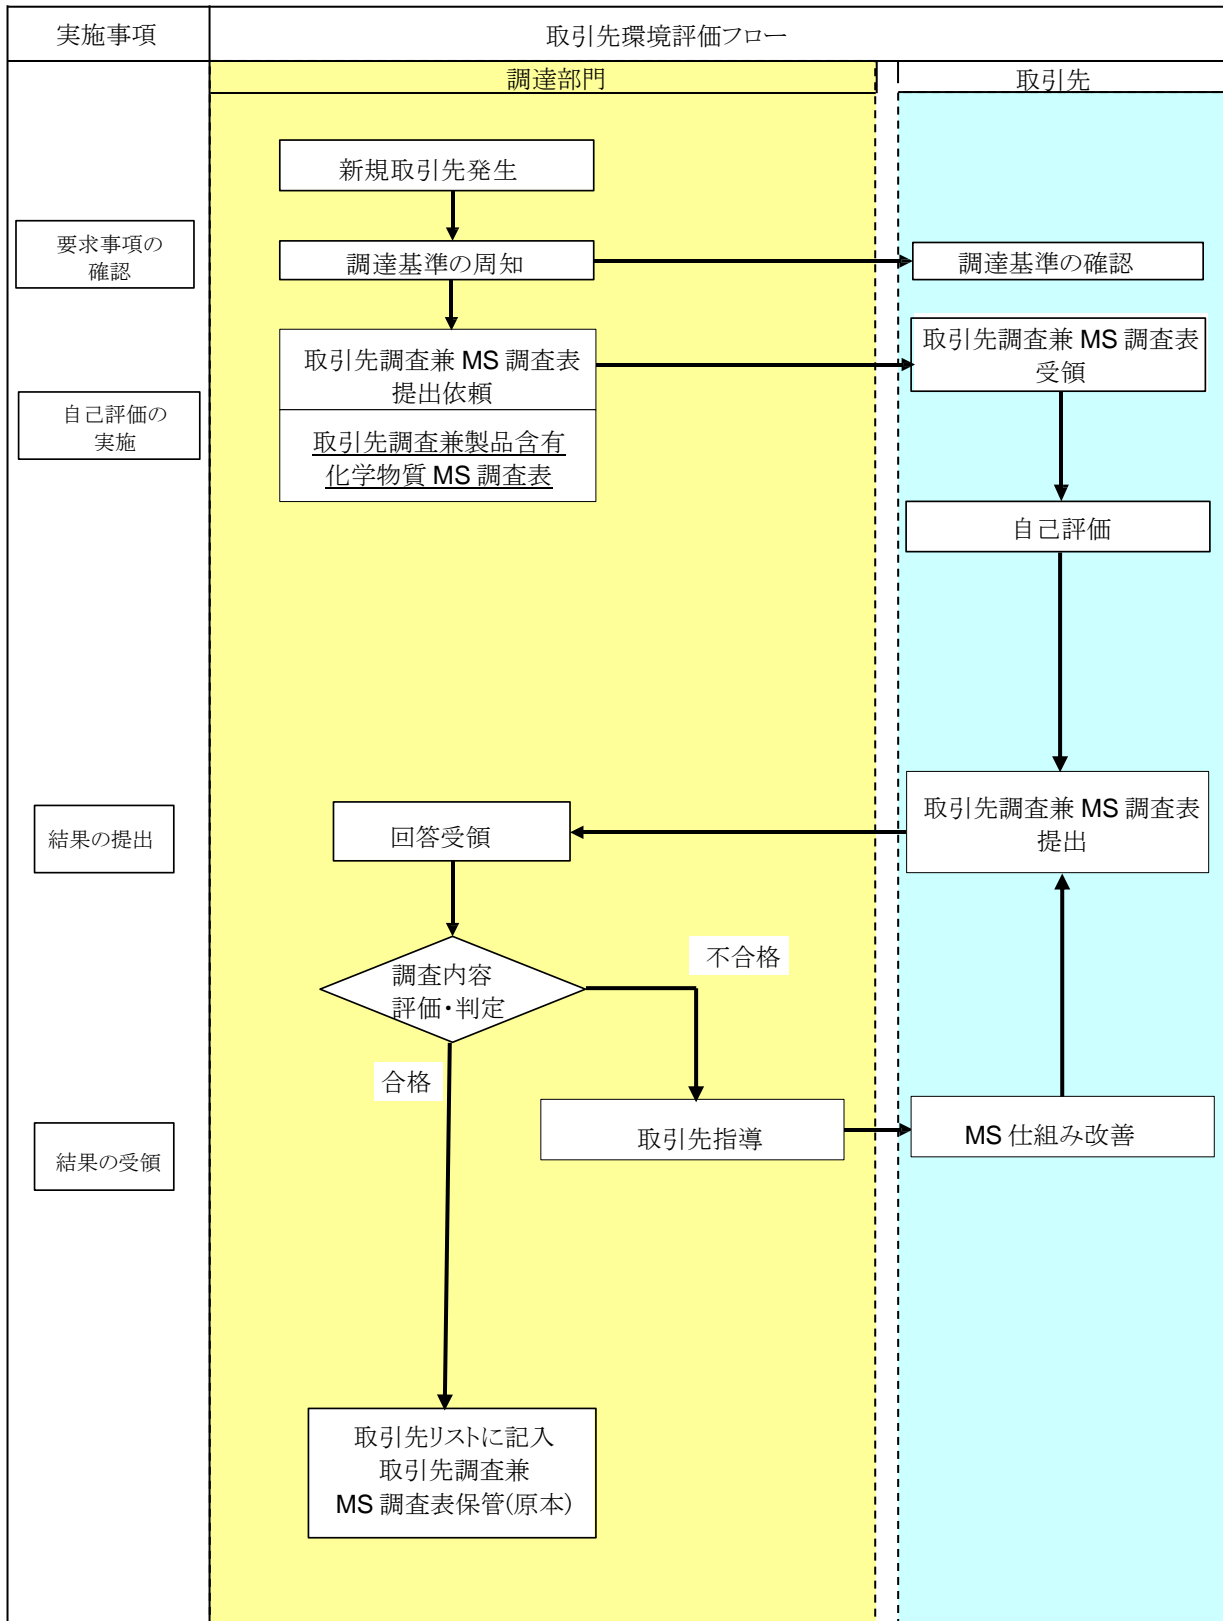 実施事項
取引先環境評価フロー
調達部門
取引先
新規取引先発生
要求事項の
確認
調達基準の周知
調達基準の確認
取引先調査兼 MS 調査表
提出依頼
取引先調査兼 MS 調査表
受領
自己評価の
実施
取引先調査兼製品含有
化学物質 MS 調査表
自己評価
結果の提出
回答受領
取引先調査兼 MS 調査表
提出
調査内容
評価・判定
不合格
合格
結果の受領
取引先指導
MS 仕組み改善
取引先リストに記入
取引先調査兼
MS 調査表保管(原本)